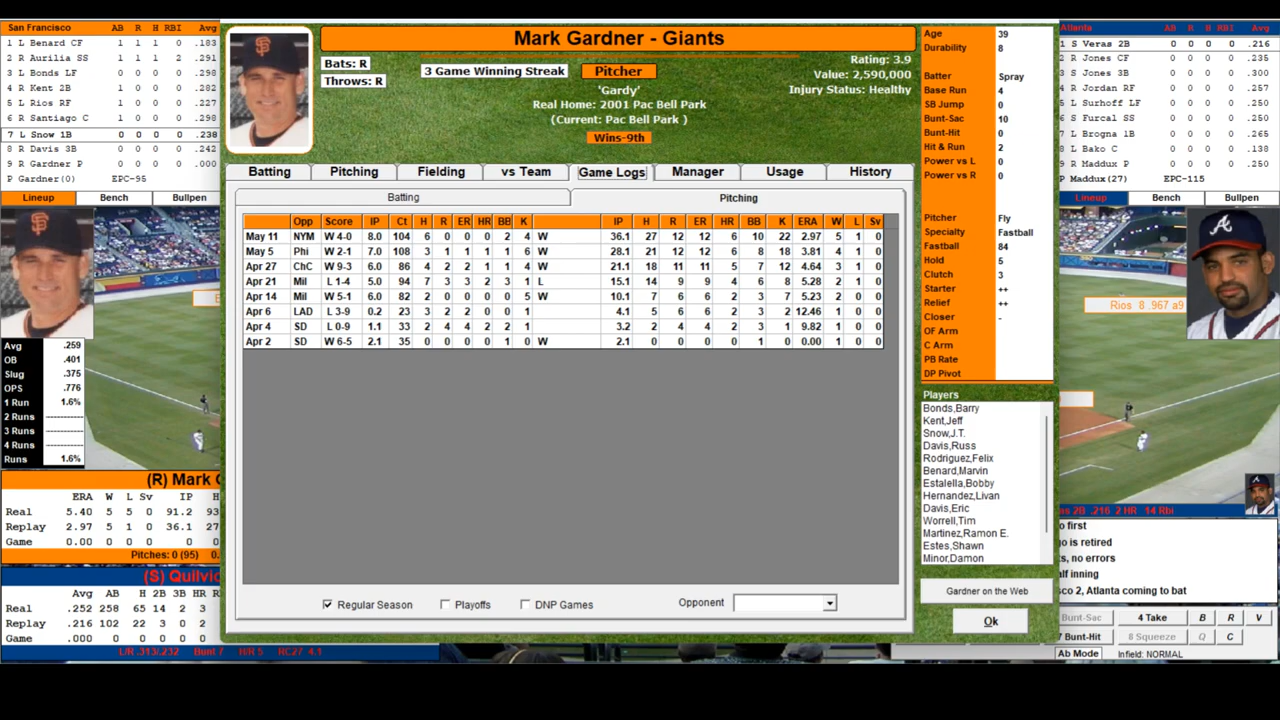 San Francisco AB R H RBI Avg
1 L Benard CF 1 1 1 0 .183
2 R Aurilia SS 1 1 1 2 .291
3 L Bonds LF 0 0 0 0 .298
4 R Kent 2B 0 0 0 0 .282
5 L Rios RF 0 0 0 0 .227
6 R Santiago C 0 0 0 0 .298
7 L Snow 1B 0 0 0 0 .238
8 R Davis 3B 0 0 0 0 .242
9 R Gardner P 0 0 0 0 .000
P Gardner(0) EPC-95
Lineup Bench Bullpen
Avg .259
OB .401
Slug .375
OPS .776
1 Run 1.6%
2 Runs
3 Runs
4 Runs
Runs 1.6%
(R) Mark G
ERA W L Sv IP H
Real 5.40 5 5 0 91.2 93
Replay 2.97 5 1 0 36.1 27
Game 0.00 0 0 0 0
Pitches: 0 (95) 0.
(S) Quilvic
Avg AB H 2B 3B HR
Real .252 258 65 14 2 3
Replay .216 102 22 3 0 2
Game .000 0 0 0 0 0
L/R .313/.232 Bunt 7 H/R 5 RC27 4.1
Mark Gardner - Giants
Bats: R
Throws: R
3 Game Winning Streak
Pitcher
'Gardy'
Real Home: 2001 Pac Bell Park
(Current: Pac Bell Park )
Wins-9th
Rating: 3.9
Value: 2,590,000
Injury Status: Healthy
Batting Pitching Fielding vs Team Game Logs Manager Usage History
Batting Pitching
Opp Score IP Ct H R ER HR BB K IP H R ER HR BB K ERA W L Sv
May 11 NYM W 4-0 8.0 104 6 0 0 0 2 4 W 36.1 27 12 12 6 10 22 2.97 5 1 0
May 5 Phi W 2-1 7.0 108 3 1 1 1 1 6 W 28.1 21 12 12 6 8 18 3.81 4 1 0
Apr 27 ChC W 9-3 6.0 86 4 2 2 1 1 4 W 21.1 18 11 11 5 7 12 4.64 3 1 0
Apr 21 Mil L 1-4 5.0 94 7 3 3 2 3 1 L 15.1 14 9 9 4 6 8 5.28 2 1 0
Apr 14 Mil W 5-1 6.0 82 2 0 0 0 0 5 W 10.1 7 6 6 2 3 7 5.23 2 0 0
Apr 6 LAD L 3-9 0.2 23 3 2 2 0 0 1 4.1 5 6 6 2 3 2 12.46 1 0 0
Apr 4 SD L 0-9 1.1 33 2 4 4 2 2 1 3.2 2 4 4 2 3 1 9.82 1 0 0
Apr 2 SD W 6-5 2.1 35 0 0 0 0 1 0 W 2.1 0 0 0 0 1 0 0.00 1 0 0
Regular Season Playoffs DNP Games Opponent
Age 39
Durability 8
Batter Spray
Base Run 4
SB Jump 0
Bunt-Sac 10
Bunt-Hit 0
Hit & Run 2
Power vs L 0
Power vs R 0
Pitcher Fly
Specialty Fastball
Fastball 84
Hold 5
Clutch 3
Starter ++
Relief ++
Closer -
OF Arm
C Arm
PB Rate
DP Pivot
Players
Bonds,Barry
Kent,Jeff
Snow,J.T.
Davis,Russ
Rodriguez,Felix
Benard,Marvin
Estalella,Bobby
Hernandez,Livan
Davis,Eric
Worrell,Tim
Martinez,Ramon E.
Estes,Shawn
Minor,Damon
Gardner on the Web
Ok
Atlanta AB R H RBI Avg
1 S Veras 2B 0 0 0 0 .216
2 R Jones CF 0 0 0 0 .235
3 S Jones 3B 0 0 0 0 .300
4 R Jordan RF 0 0 0 0 .257
5 L Surhoff LF 0 0 0 0 .250
6 S Furcal SS 0 0 0 0 .250
7 L Brogna 1B 0 0 0 0 .265
8 L Bako C 0 0 0 0 .138
9 R Maddux P 0 0 0 0 .250
P Maddux(27) EPC-115
Lineup Bench Bullpen
Rios 8 .967 a9
as 2B .216 2 HR 14 Rbi
o first
go is retired
s, no errors
alf inning
sco 2, Atlanta coming to bat
Bunt-Sac 4 Take B R V
7 Bunt-Hit 8 Squeeze Q C
Ab Mode Infield: NORMAL